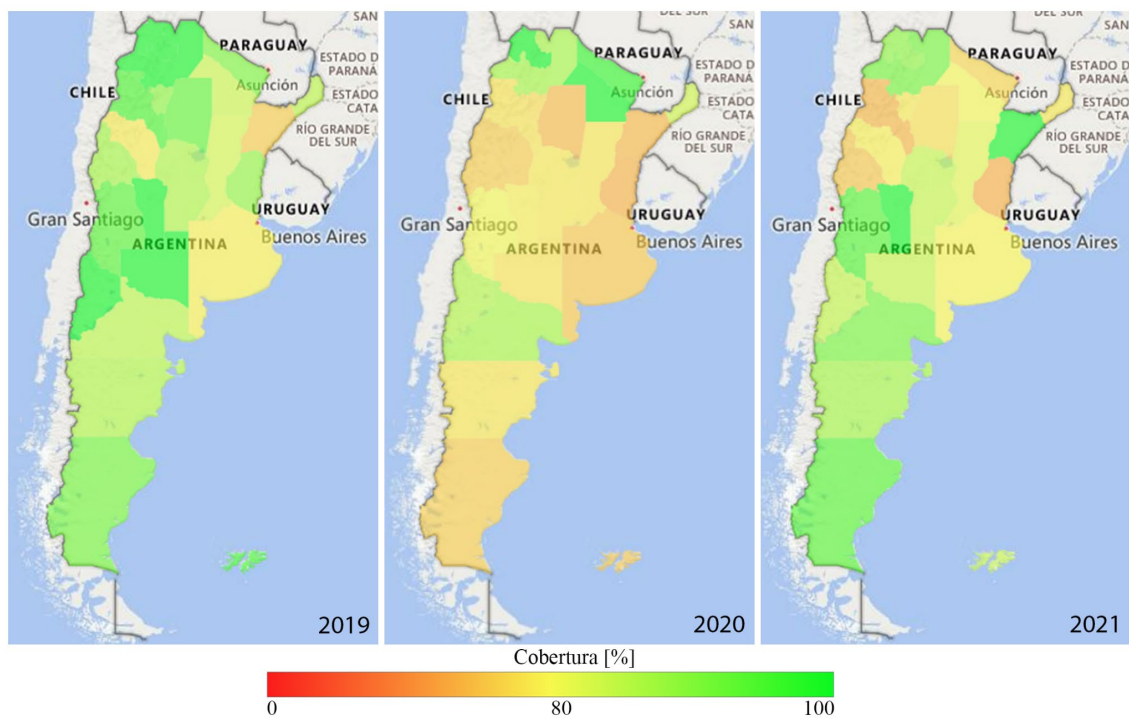 SAN
PARAGUAY
ESTADO D
PARANÁ
Asunción
ESTADO
CATA
CHILE
RÍO GRANDE
DEL SUR
Gran Santiago
URUGUAY
ARGENTINA
Buenos Aires
2019
SAN
PARAGUAY
ESTADO D
PARANÁ
Asunción
ESTADO
CATA
CHILE
RÍO GRANDE
DEL SUR
Gran Santiago
URUGUAY
ARGENTINA
Buenos Aires
2020
DEL SUR
SAN
PARAGUAY
ESTADO D
PARANÁ
Asunción
ESTADO
CATA
CHILE
RÍO GRANDE
DEL SUR
Gran Santiago
URUGUAY
ARGENTINA
Buenos Aires
2021
Cobertura [%]
0 80 100